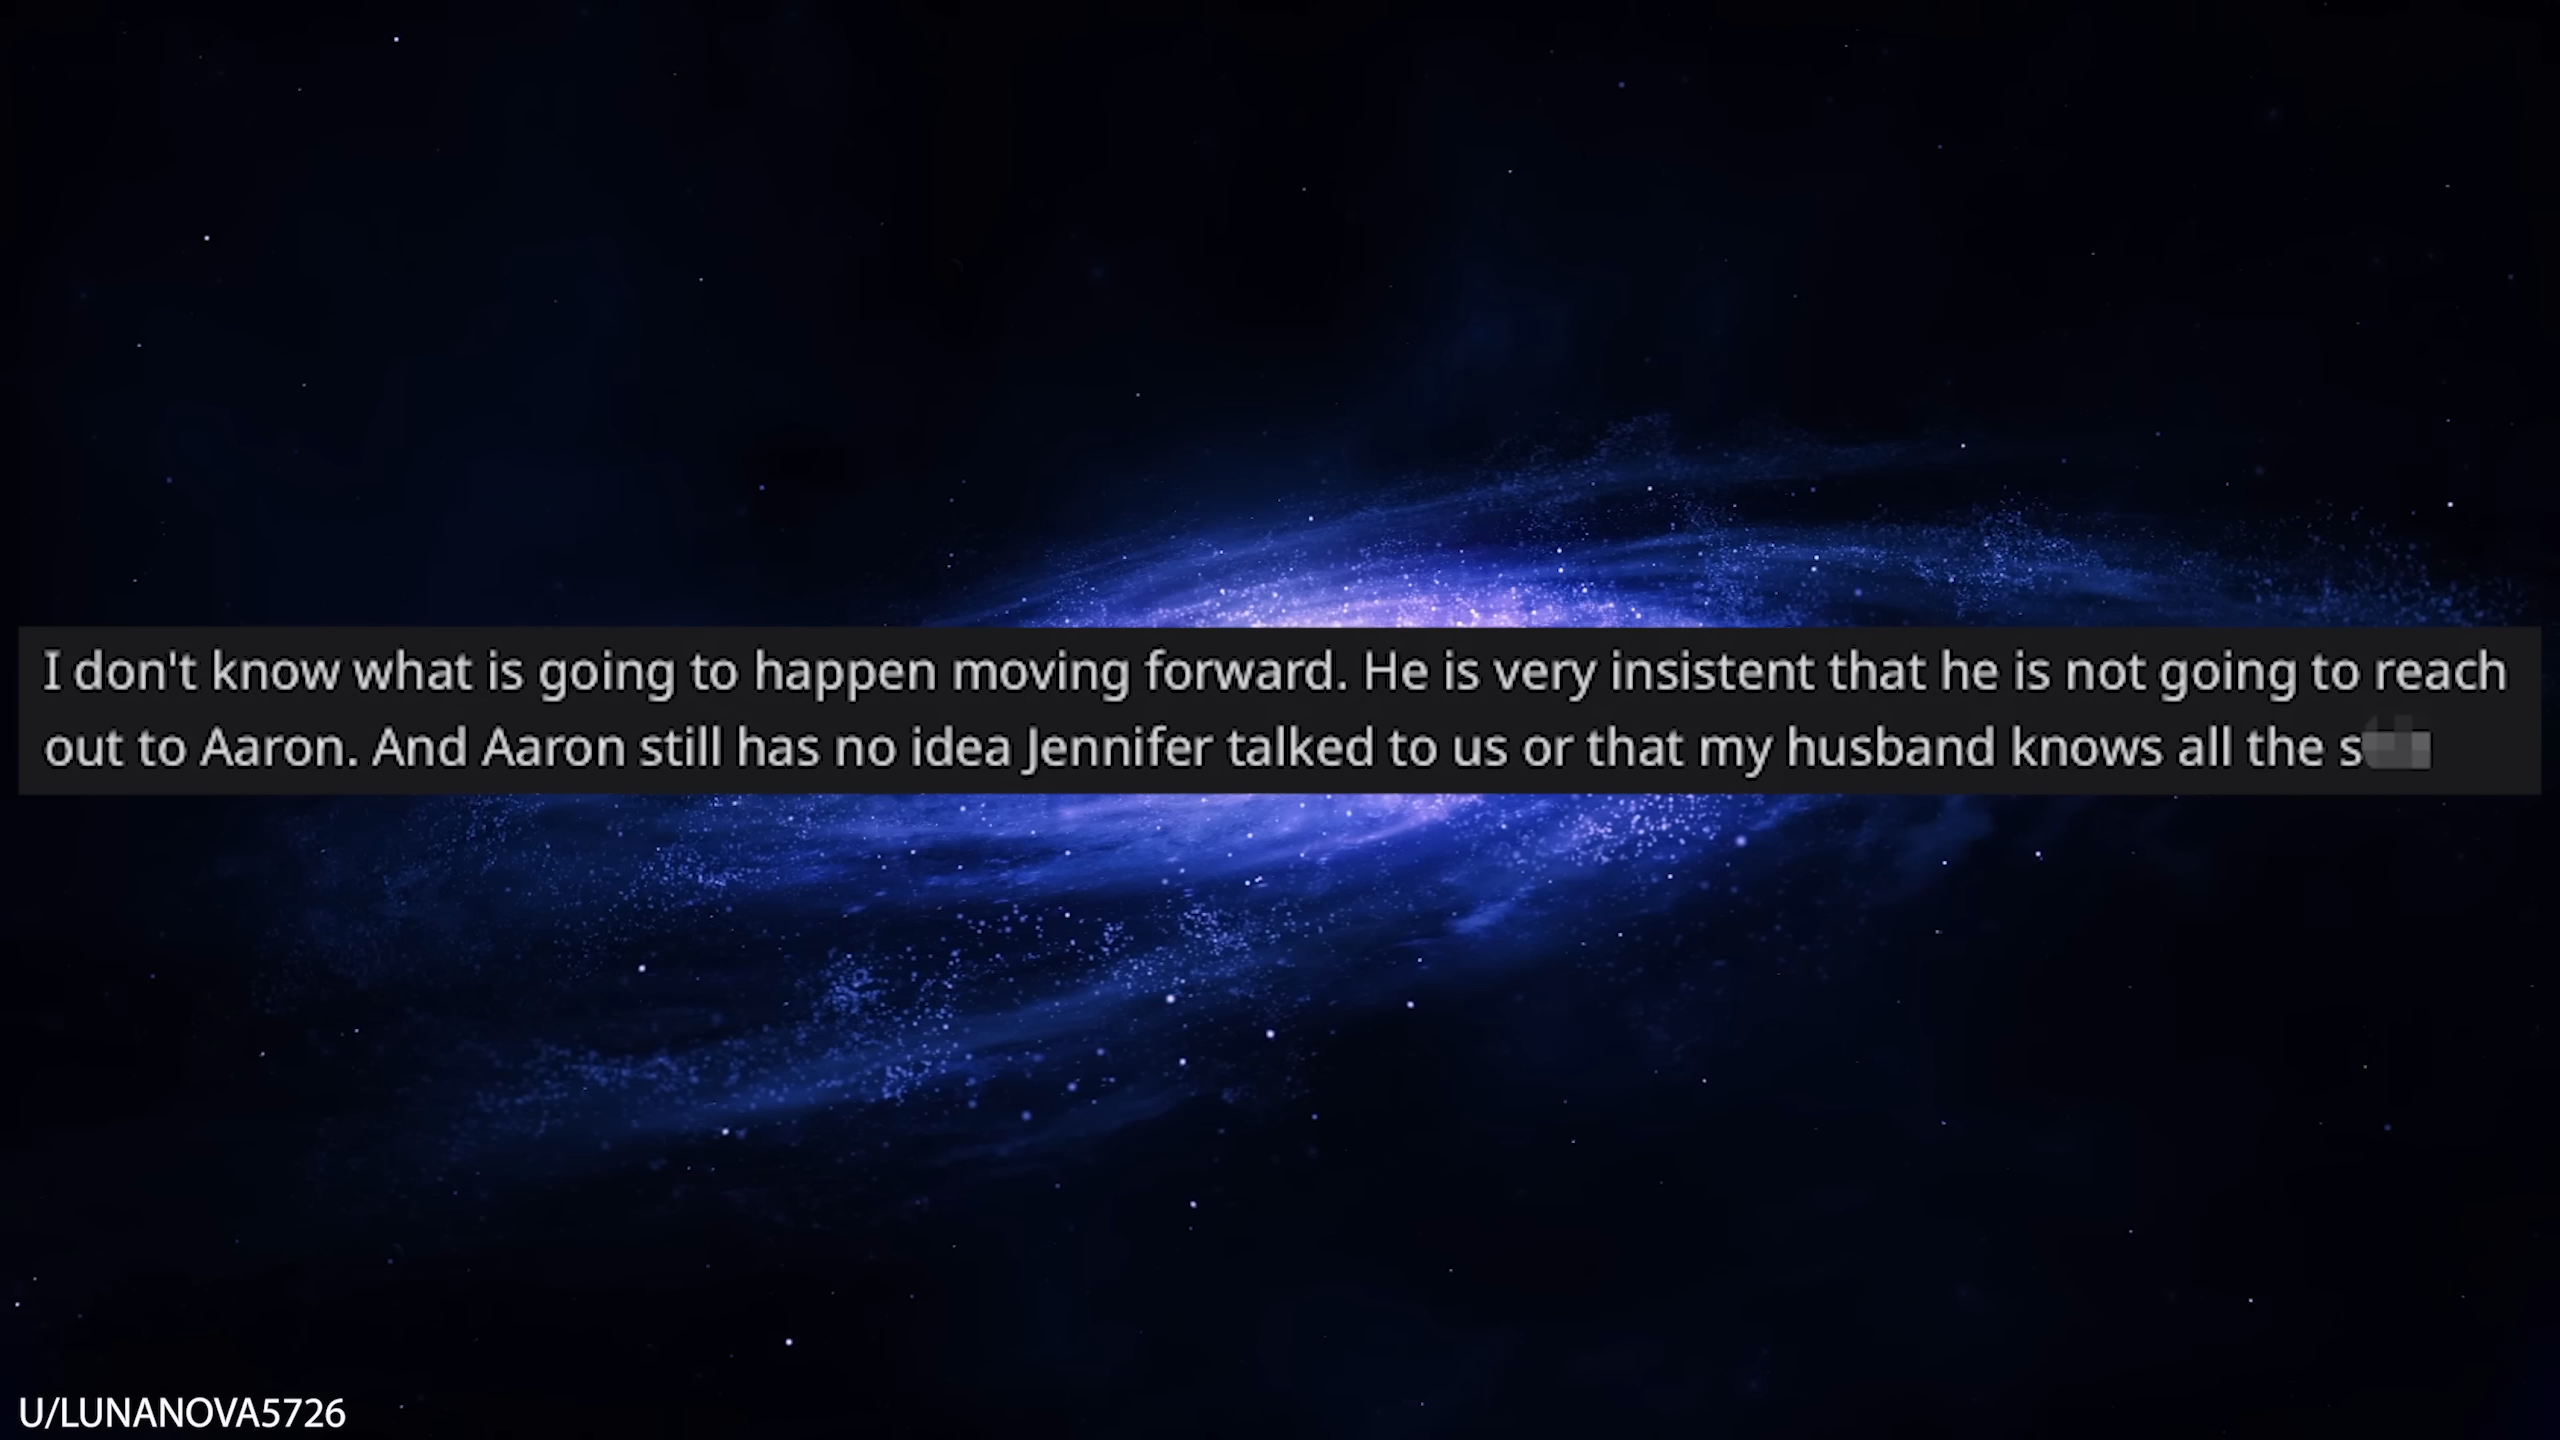 I don't know what is going to happen moving forward. He is very insistent that he is not going to reach
out to Aaron. And Aaron still has no idea Jennifer talked to us or that my husband knows all the
U/LUNANOVA5726